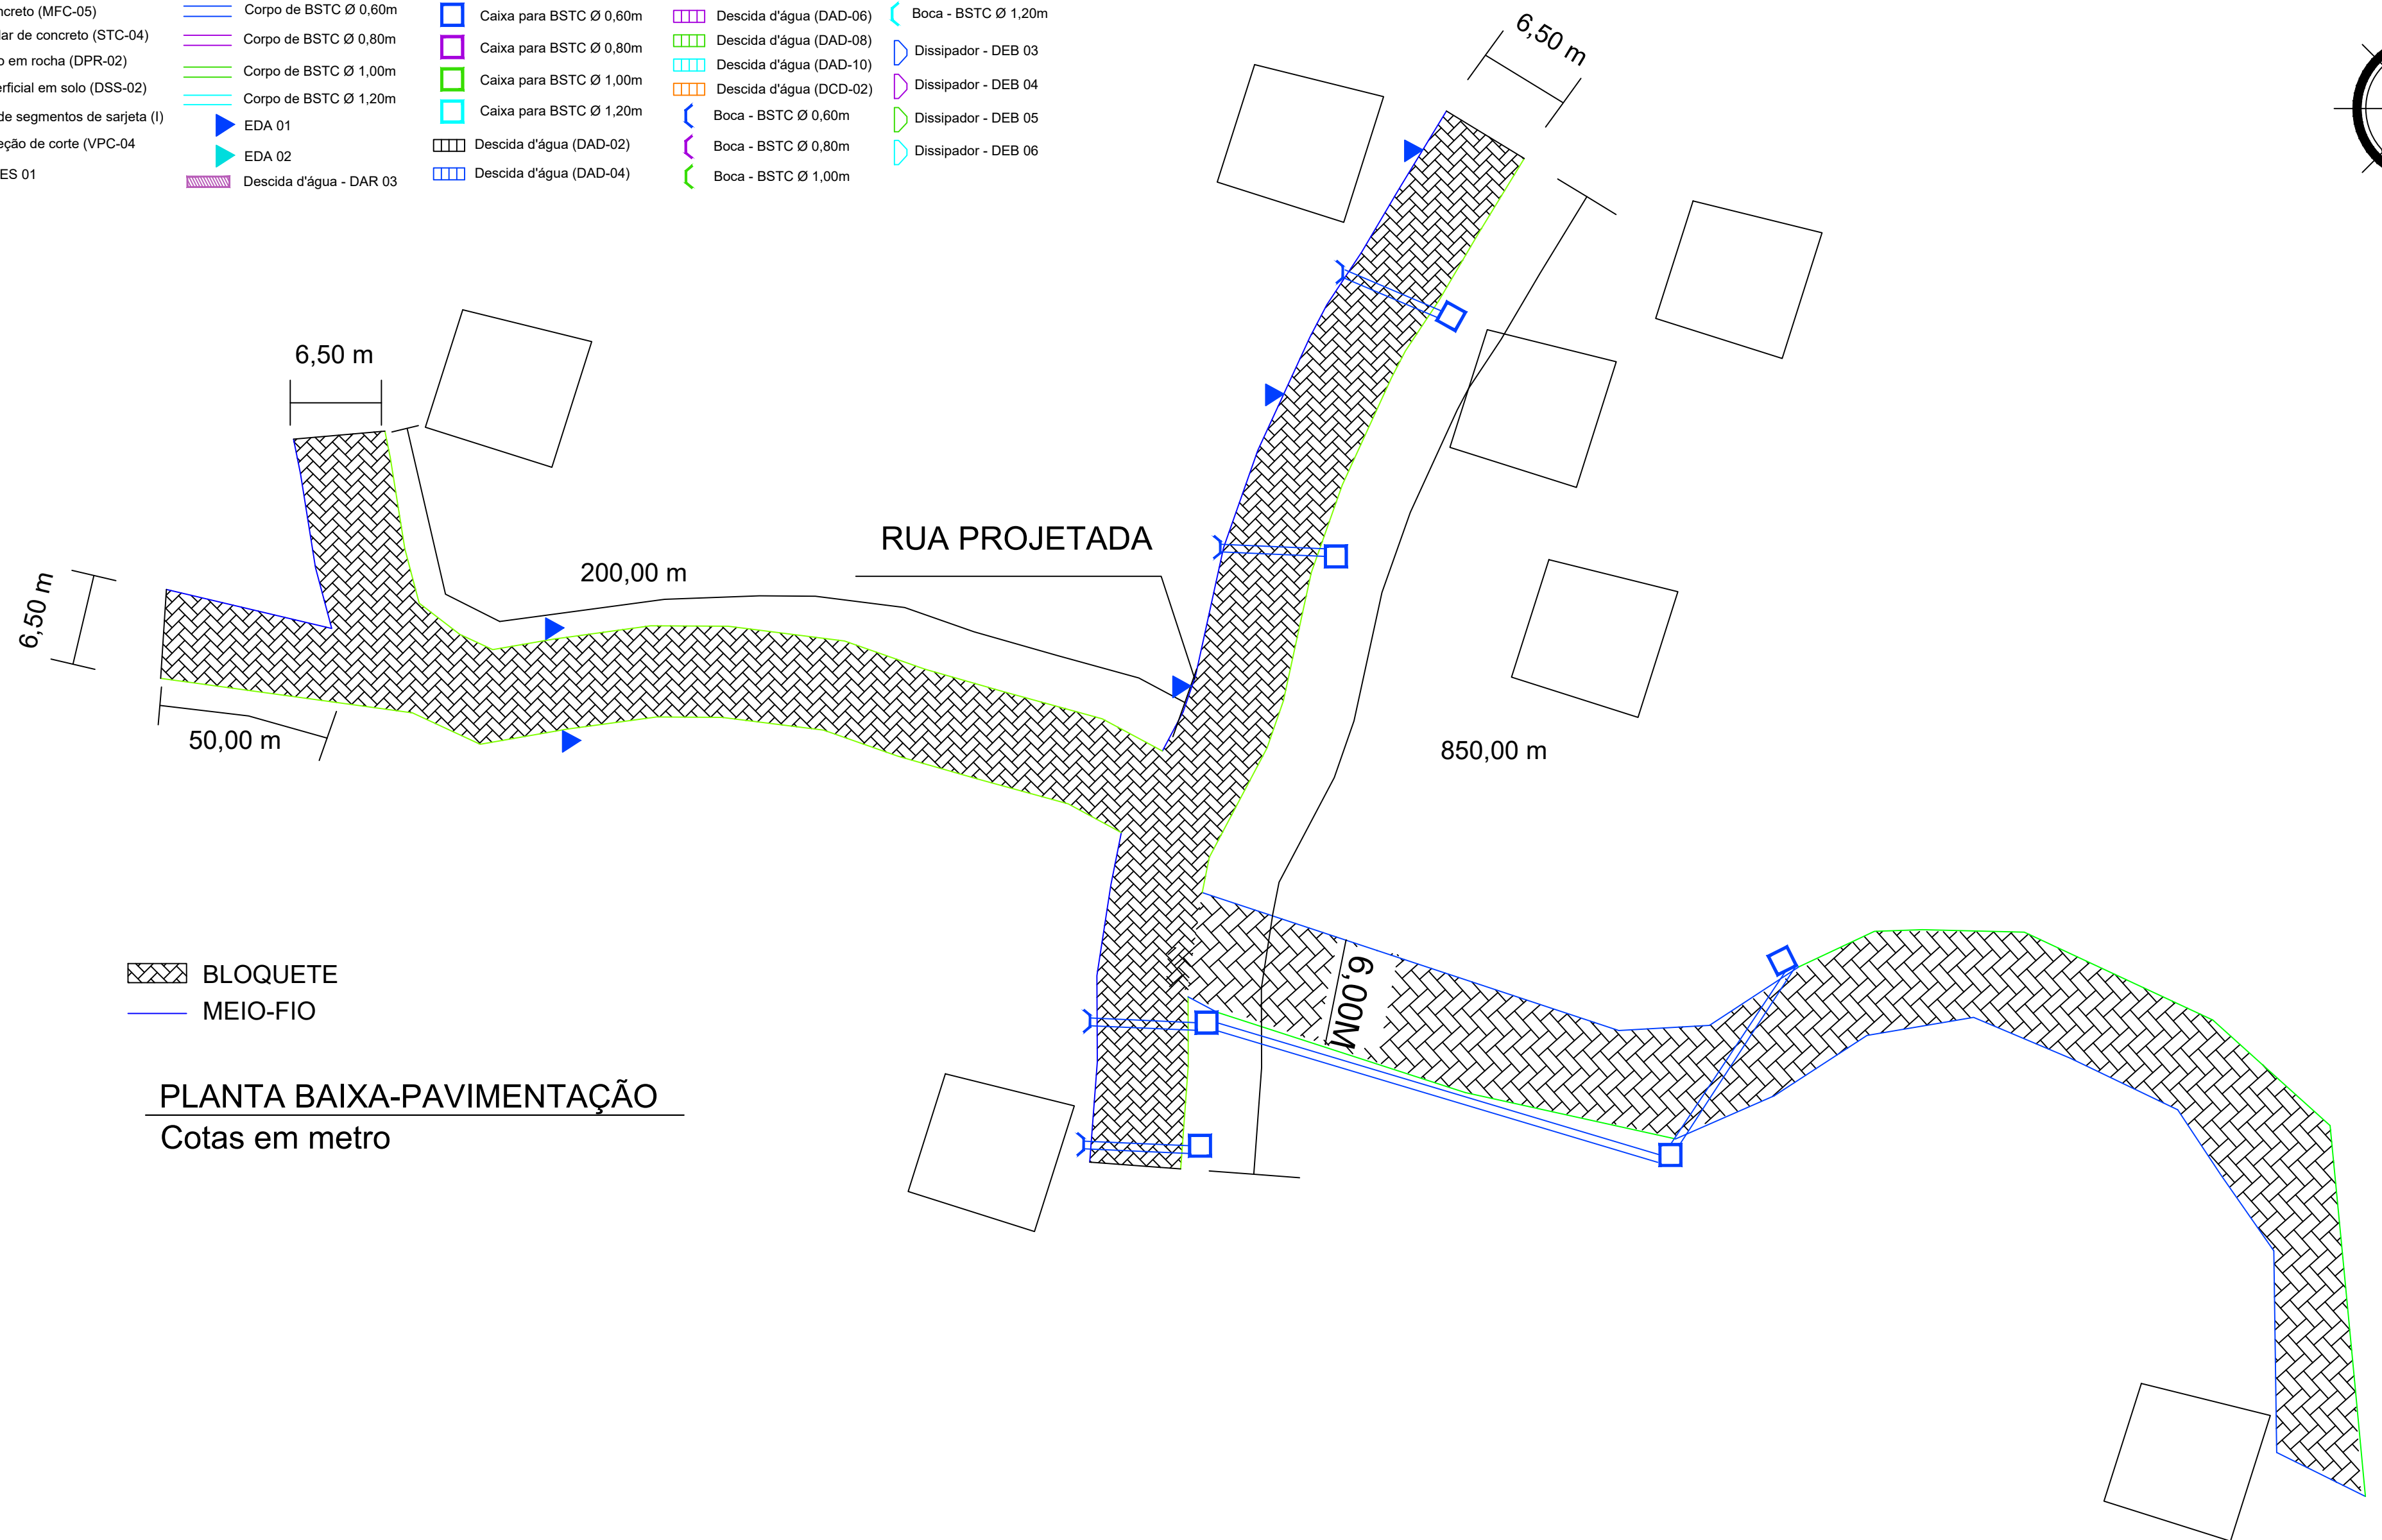 ncreto (MFC-05)
lar de concreto (STC-04)
o em rocha (DPR-02)
erficial em solo (DSS-02)
de segmentos de sarjeta (I)
eção de corte (VPC-04
ES 01
Corpo de BSTC Ø 0,60m
Corpo de BSTC Ø 0,80m
Corpo de BSTC Ø 1,00m
Corpo de BSTC Ø 1,20m
EDA 01
EDA 02
Descida d'água - DAR 03
Caixa para BSTC Ø 0,60m
Caixa para BSTC Ø 0,80m
Caixa para BSTC Ø 1,00m
Caixa para BSTC Ø 1,20m
Descida d'água (DAD-02)
Descida d'água (DAD-04)
Descida d'água (DAD-06)
Descida d'água (DAD-08)
Descida d'água (DAD-10)
Descida d'água (DCD-02)
Boca - BSTC Ø 0,60m
Boca - BSTC Ø 0,80m
Boca - BSTC Ø 1,00m
Boca - BSTC Ø 1,20m
Dissipador - DEB 03
Dissipador - DEB 04
Dissipador - DEB 05
Dissipador - DEB 06
6,50 m
6,50 m
RUA PROJETADA
200,00 m
6,50 m
50,00 m
850,00 m
6,00M
BLOQUETE
MEIO-FIO
PLANTA BAIXA-PAVIMENTAÇÃO
Cotas em metro